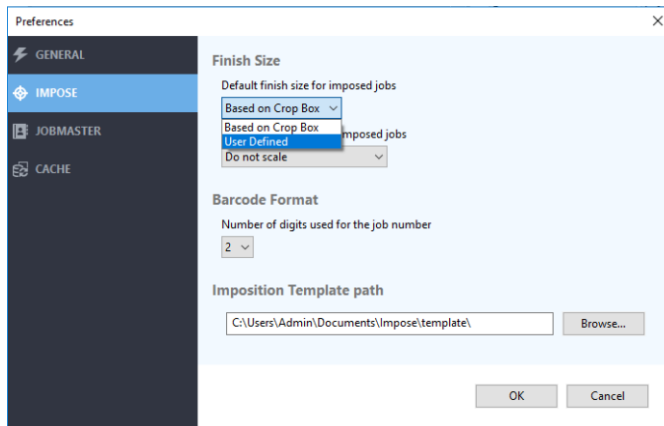 Preferences
GENERAL
IMPOSE
JOBMASTER
CACHE
Finish Size
Default finish size for imposed jobs
Based on Crop Box
Based on Crop Box
User Defined
mposed jobs
Do not scale
Barcode Format
Number of digits used for the job number
2
Imposition Template path
C:\Users\Admin\Documents\Impose\template\
Browse...
OK
Cancel